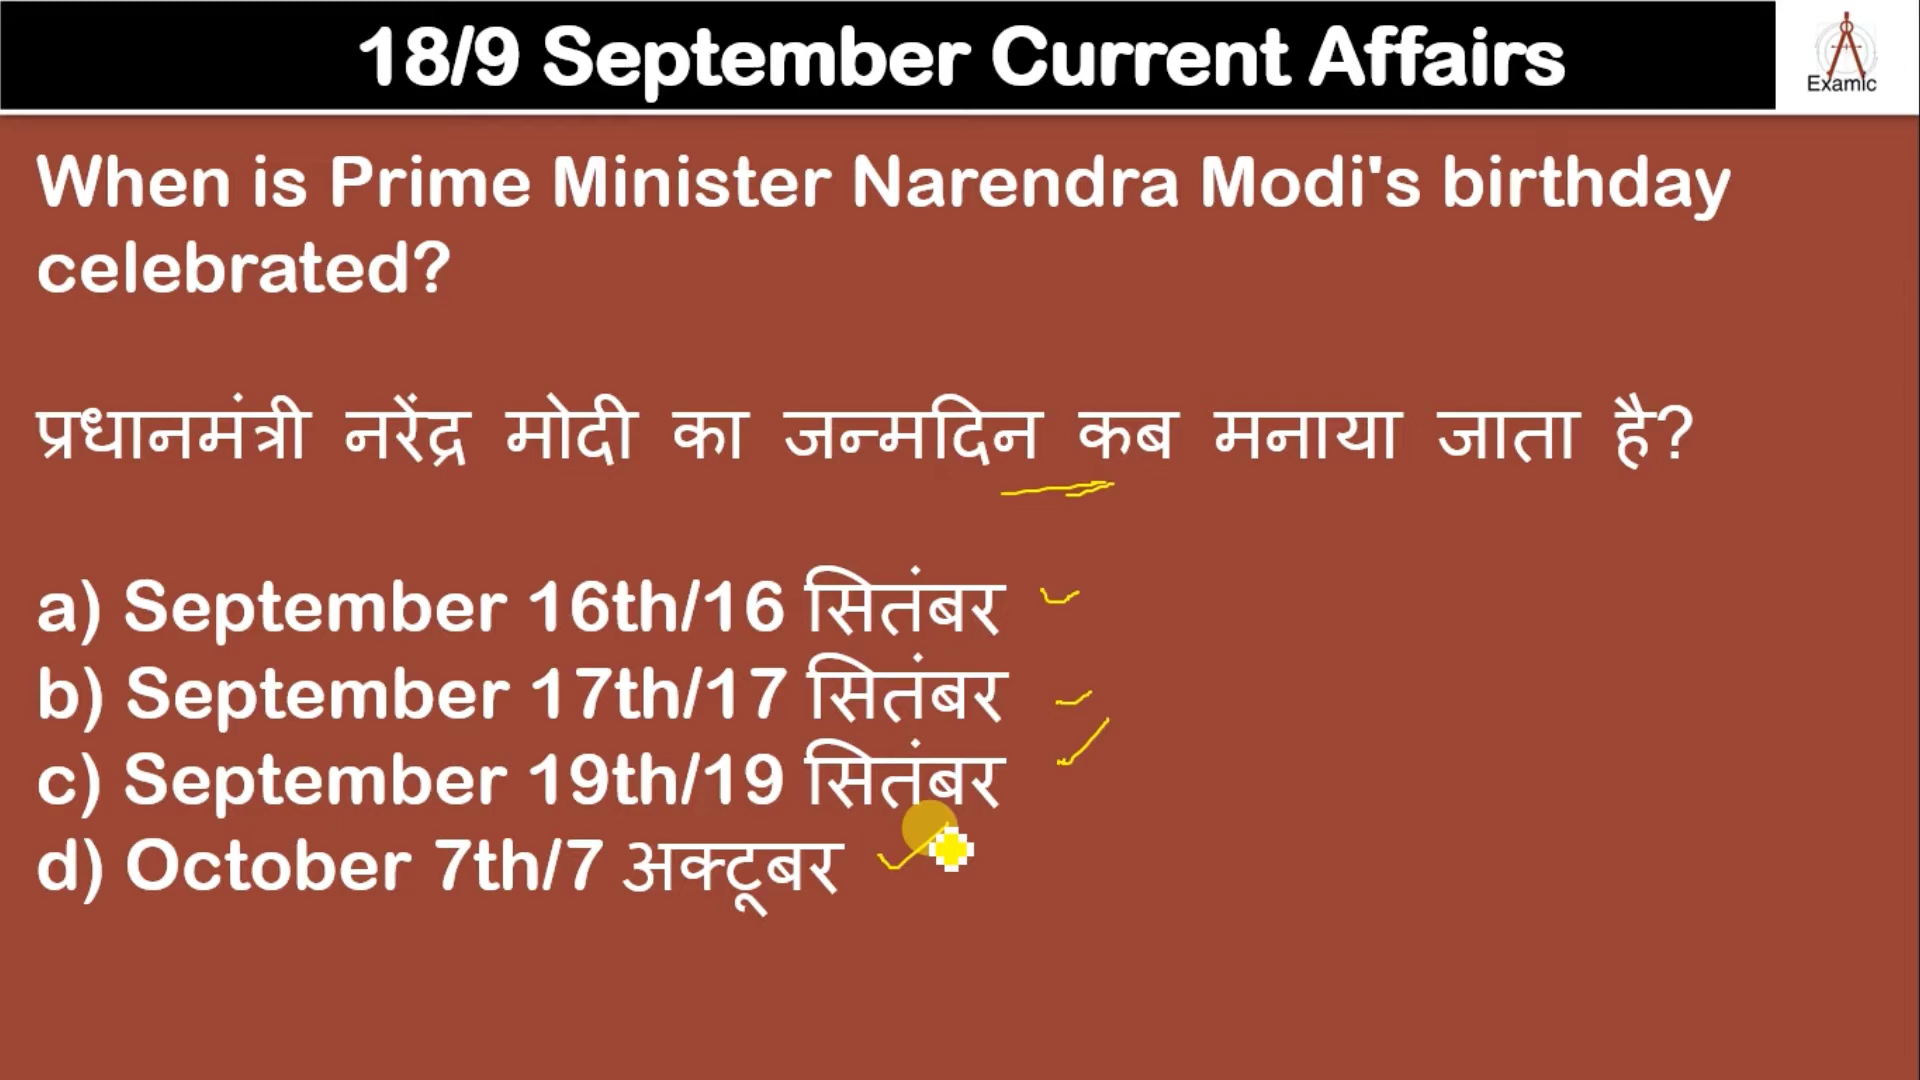 18/9 September Current Affairs
Examic
When is Prime Minister Narendra Modi's birthday
celebrated?
प्रधानमंत्री नरेंद्र मोदी का जन्मदिन कब मनाया जाता है?
a) September 16th/16 सितंबर
b) September 17th/17 सितंबर
c) September 19th/19 सितंबर
d) October 7th/7 अक्टूबर